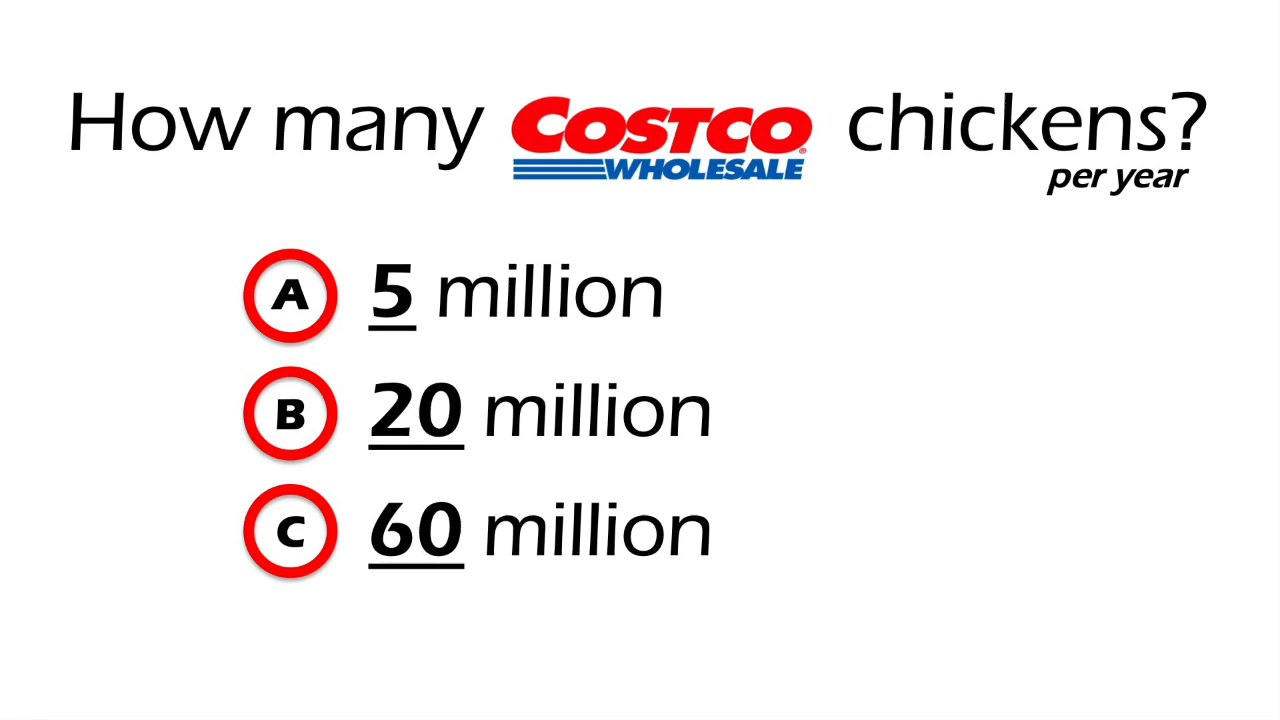 How many COSTCO WHOLESALE chickens?
per year
A 5 million
B 20 million
C 60 million